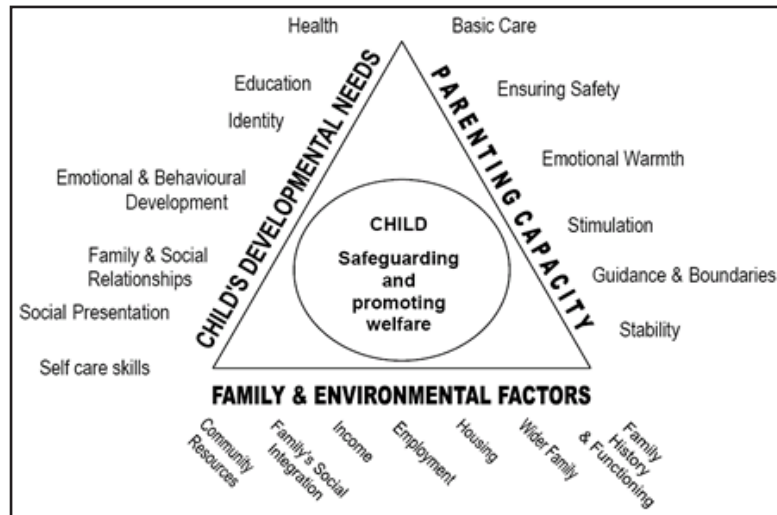 Health
Education
Identity
Emotional & Behavioural
Development
Family & Social
Relationships
Social Presentation
Self care skills
CHILD'S DEVELOPMENTAL NEEDS
Basic Care
Ensuring Safety
Emotional Warmth
Stimulation
Guidance & Boundaries
Stability
PARENTING CAPACITY
CHILD
Safeguarding
and
promoting
welfare
FAMILY & ENVIRONMENTAL FACTORS
Community
Resources
Family's Social
Integration
Income
Employment
Housing
Wider Family
Family
History
& Functioning